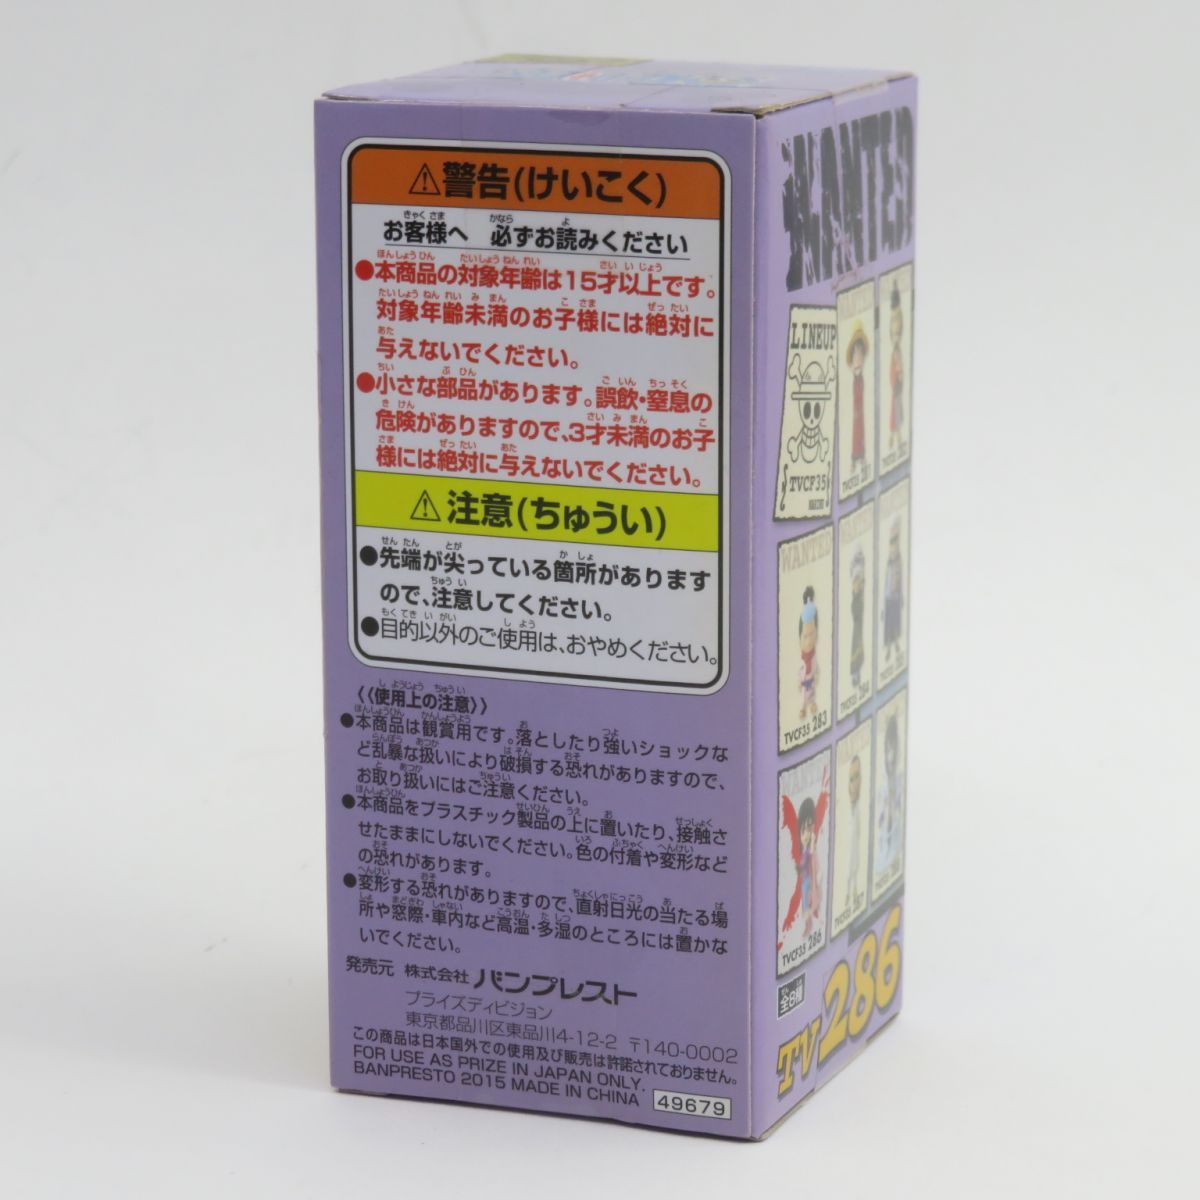 ⚠警告(けいこく)
お客様へ 必ずお読みください
●本商品の対象年齢は15才以上です。
対象年齢未満のお子様には絶対に
与えないでください。
●小さな部品があります。誤飲・窒息の
危険がありますので、3才未満のお子
様には絶対に与えないでください。
⚠注意(ちゅうい)
●先端が尖っている箇所があります
ので、注意してください。
●目的以外のご使用は、おやめください。
《使用上の注意》
●本商品は観賞用です。落としたり強いショックな
ど乱暴な扱いにより破損する恐れがありますので、
お取り扱いにはご注意ください。
●本商品をプラスチック製品の上に置いたり、接触さ
せたままにしないでください。色の付着や変形など
の恐れがあります。
●変形する恐れがありますので、直射日光の当たる場
所や窓際・車内など高温・多湿のところには置かな
いでください。
発売元 株式会社 バンプレスト
プライズディビジョン
東京都品川区東品川4-12-2 〒140-0002
この商品は日本国外での使用及び販売は許諾されておりません。
FOR USE AS PRIZE IN JAPAN ONLY.
BANPRESTO 2015 MADE IN CHINA
49679
WANTED
LINEUP
TVCF35
WANTED
TVCF35 281
WANTED
TVCF35 283
TVCF35 284
WANTED
TVCF35 286
全8種
TV286